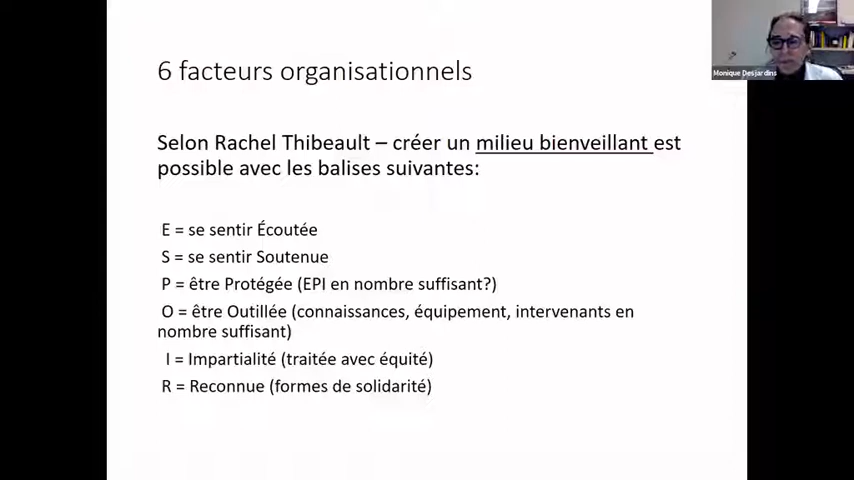 6 facteurs organisationnels
Monique Desjardins
Selon Rachel Thibeault – créer un milieu bienveillant est
possible avec les balises suivantes:
E = se sentir Écoutée
S = se sentir Soutenue
P = être Protégée (EPI en nombre suffisant?)
O = être Outillée (connaissances, équipement, intervenants en
nombre suffisant)
I = Impartialité (traitée avec équité)
R = Reconnue (formes de solidarité)